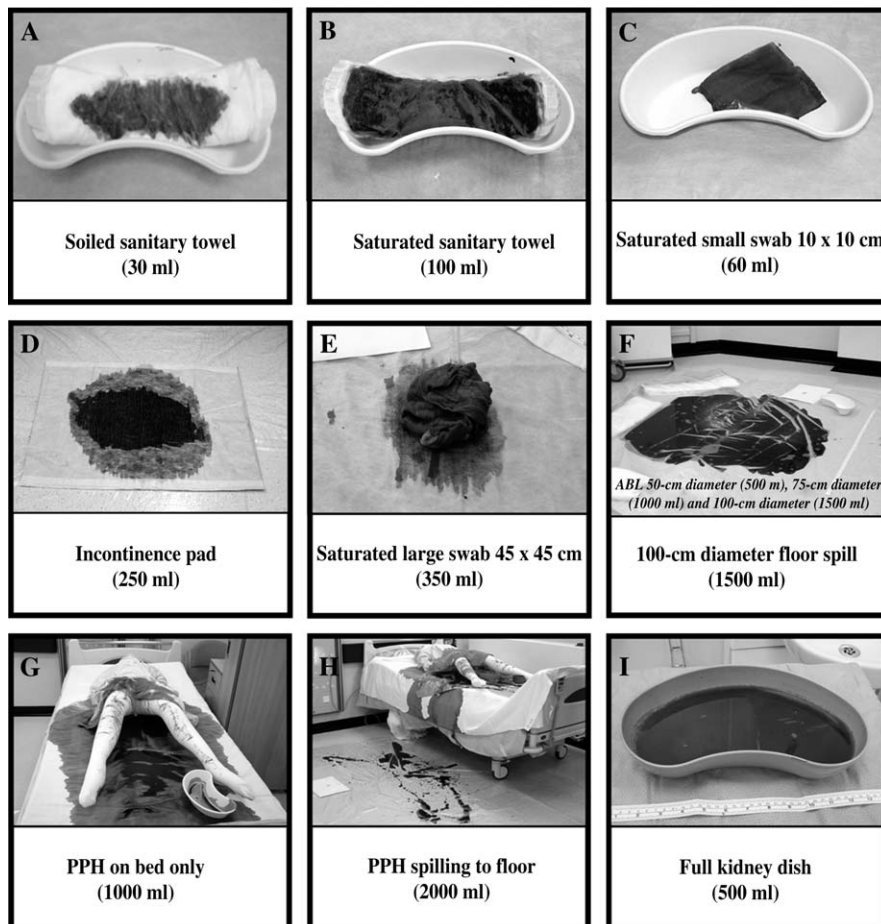 A
Soiled sanitary towel
(30 ml)
B
Saturated sanitary towel
(100 ml)
C
Saturated small swab 10 x 10 cm
(60 ml)
D
Incontinence pad
(250 ml)
E
Saturated large swab 45 x 45 cm
(350 ml)
F
ABL 50-cm diameter (500 m), 75-cm diameter
(1000 ml) and 100-cm diameter (1500 ml)
100-cm diameter floor spill
(1500 ml)
G
PPH on bed only
(1000 ml)
H
PPH spilling to floor
(2000 ml)
I
Full kidney dish
(500 ml)